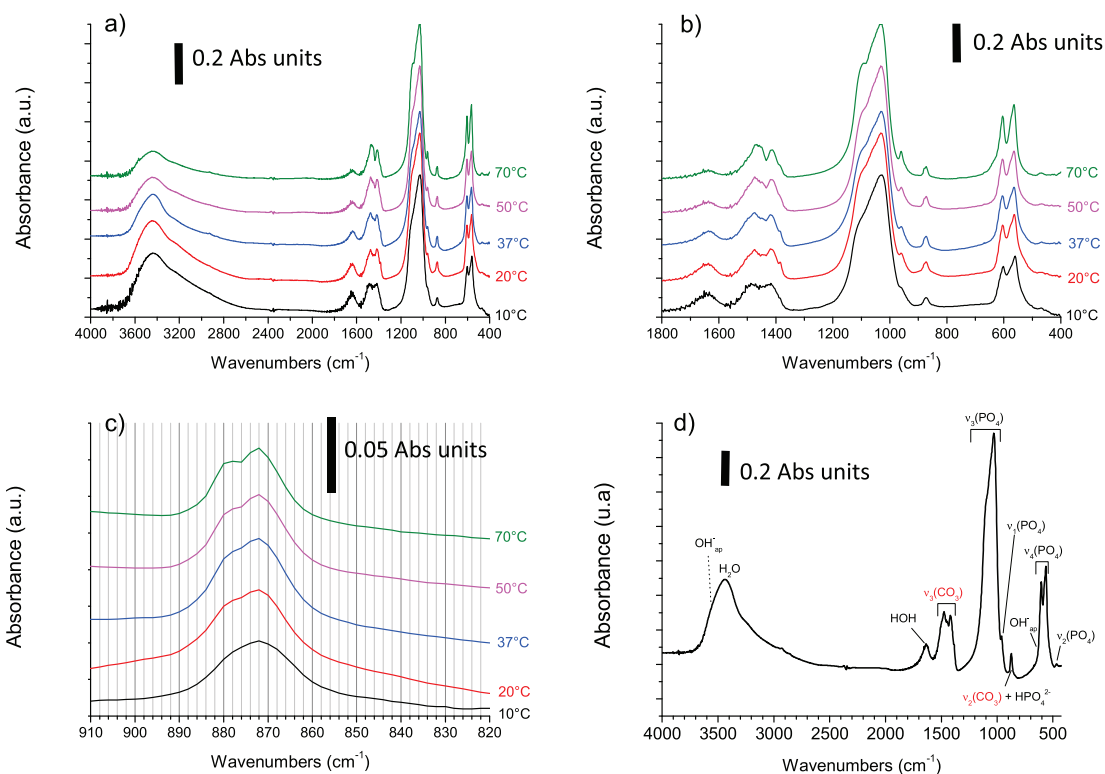 a)
0.2 Abs units
Absorbance (a.u.)
70°C
50°C
37°C
20°C
10°C
4000 3600 3200 2800 2400 2000 1600 1200 800 400
Wavenumbers (cm⁻¹)
b)
0.2 Abs units
Absorbance (a.u.)
70°C
50°C
37°C
20°C
10°C
1800 1600 1400 1200 1000 800 600 400
Wavenumbers (cm⁻¹)
c)
0.05 Abs units
Absorbance (a.u.)
70°C
50°C
37°C
20°C
10°C
910 900 890 880 870 860 850 840 830 820
Wavenumbers (cm⁻¹)
d)
0.2 Abs units
Absorbance (u.a)
ν₃(PO₄)
ν₁(PO₄)
ν₄(PO₄)
OH⁻ap
H₂O
ν₃(CO₃)
HOH
OH⁻ap
ν₂(PO₄)
ν₂(CO₃) + HPO₄²⁻
4000 3500 3000 2500 2000 1500 1000 500
Wavenumbers (cm⁻¹)